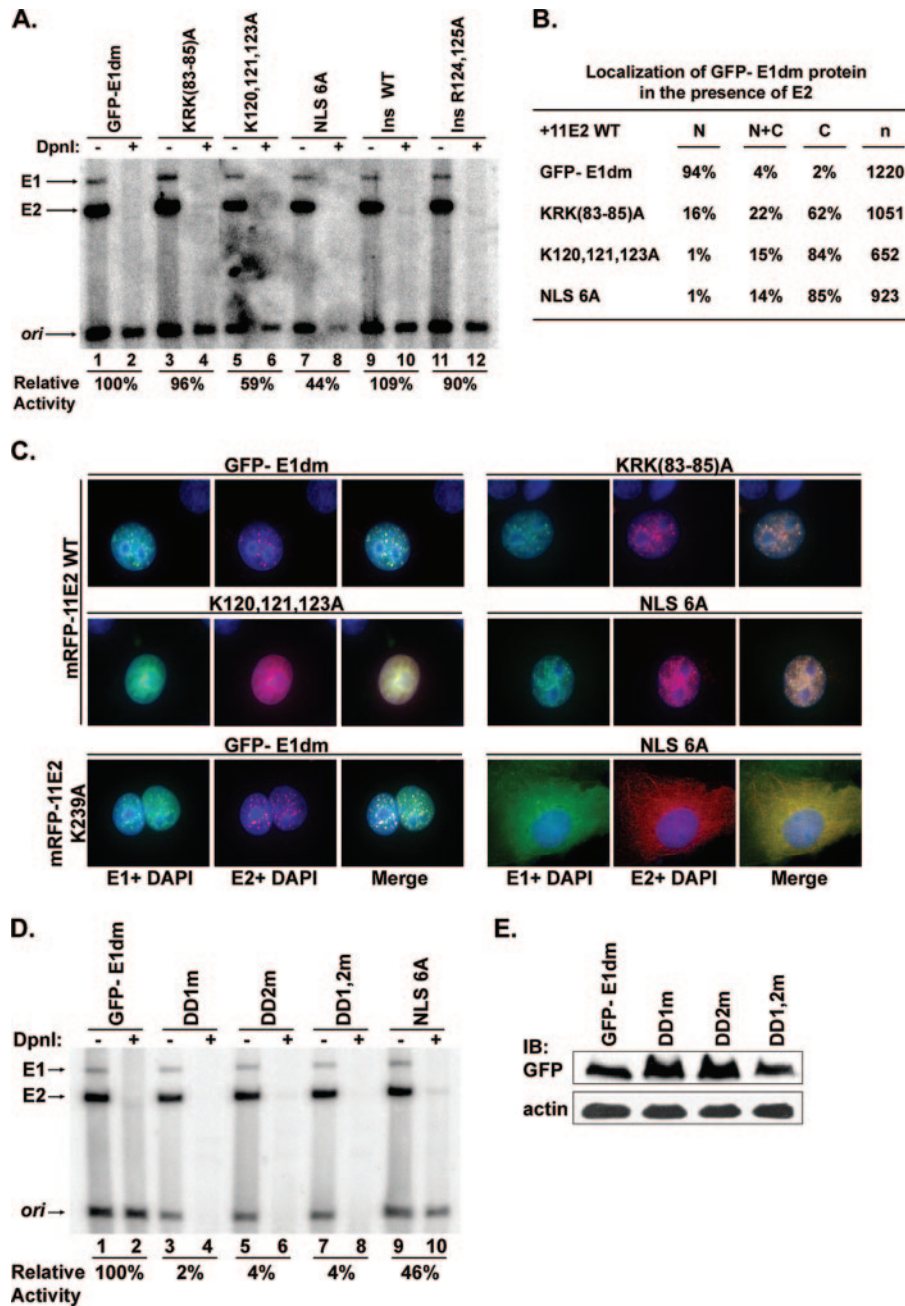 A.
GFP-E1dm KRK(83-85)A K120,121,123A NLS 6A Ins WT Ins R124,125A
DpnI: - + - + - + - + - + - +
E1
E2
ori
1 2 3 4 5 6 7 8 9 10 11 12
Relative Activity 100% 96% 59% 44% 109% 90%
B.
Localization of GFP- E1dm protein
in the presence of E2
+11E2 WT N N+C C n
GFP- E1dm 94% 4% 2% 1220
KRK(83-85)A 16% 22% 62% 1051
K120,121,123A 1% 15% 84% 652
NLS 6A 1% 14% 85% 923
C.
GFP- E1dm KRK(83-85)A
mRFP-11E2 WT
K120,121,123A NLS 6A
GFP- E1dm NLS 6A
mRFP-11E2
K239A
E1+ DAPI E2+ DAPI Merge E1+ DAPI E2+ DAPI Merge
D.
GFP- E1dm DD1m DD2m DD1,2m NLS 6A
DpnI: - + - + - + - + - +
E1
E2
ori
1 2 3 4 5 6 7 8 9 10
Relative Activity 100% 2% 4% 4% 46%
E.
GFP- E1dm DD1m DD2m DD1,2m
IB:
GFP
actin